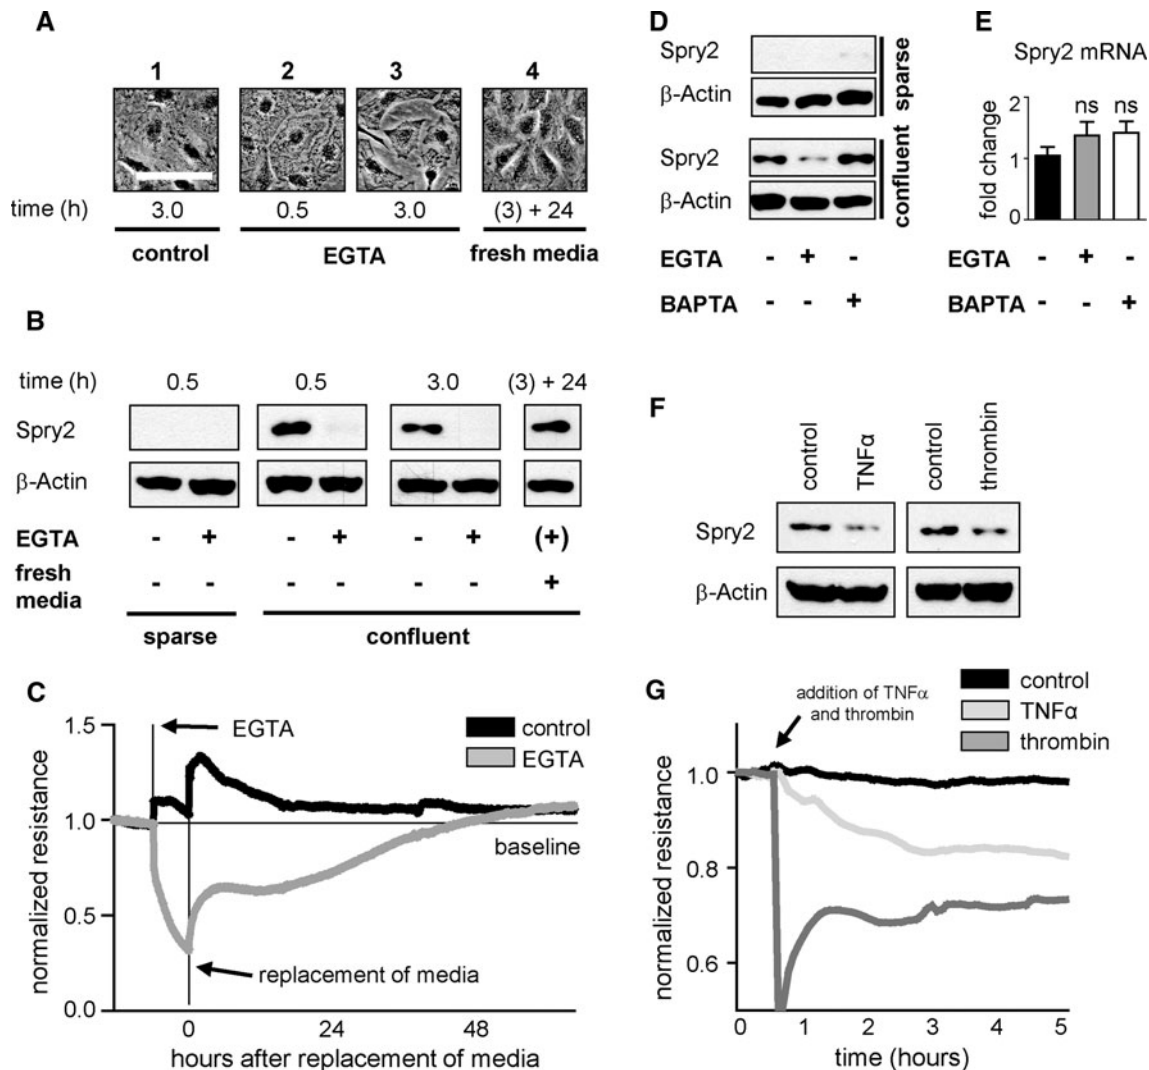 A
1 2 3 4
time (h) 3.0 0.5 3.0 (3) + 24
control EGTA fresh media
B
time (h) 0.5 0.5 3.0 (3) + 24
Spry2
β-Actin
EGTA - + - + - + (+)
fresh
media - - - - - - +
sparse confluent
C
EGTA
control
EGTA
1.5
1.0
0.5
0.0
normalized resistance
baseline
replacement of media
0 24 48
hours after replacement of media
D
Spry2
β-Actin
sparse
Spry2
β-Actin
confluent
EGTA - + -
BAPTA - - +
E
Spry2 mRNA
ns ns
2
1
0
fold change
EGTA - + -
BAPTA - - +
F
control TNFα control thrombin
Spry2
β-Actin
G
addition of TNFα
and thrombin
control
TNFα
thrombin
1.0
0.8
0.6
normalized resistance
0 1 2 3 4 5
time (hours)